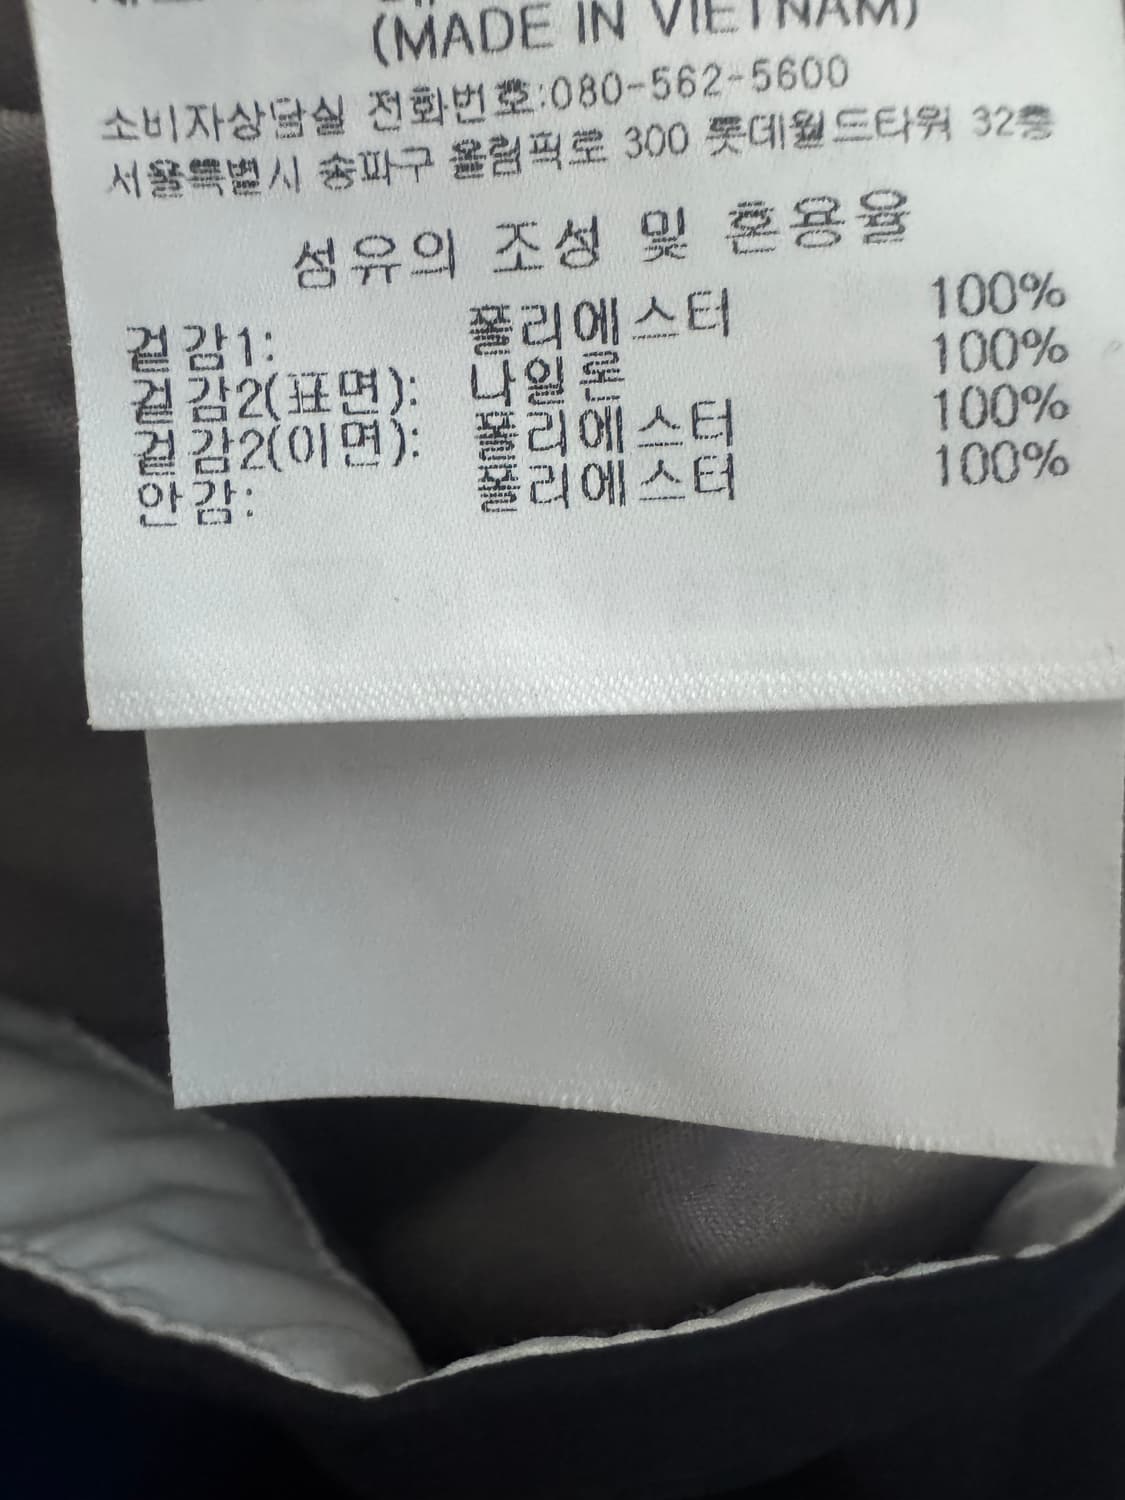 (MADE IN VIETNAM)
소비자상담실 전화번호:080-562-5600
서울특별시 송파구 올림픽로 300 롯데월드타워 32층
섬유의 조성 및 혼용율
겉감1: 폴리에스터 100%
겉감2(표면): 나일론 100%
겉감2(이면): 폴리에스터 100%
안감: 폴리에스터 100%